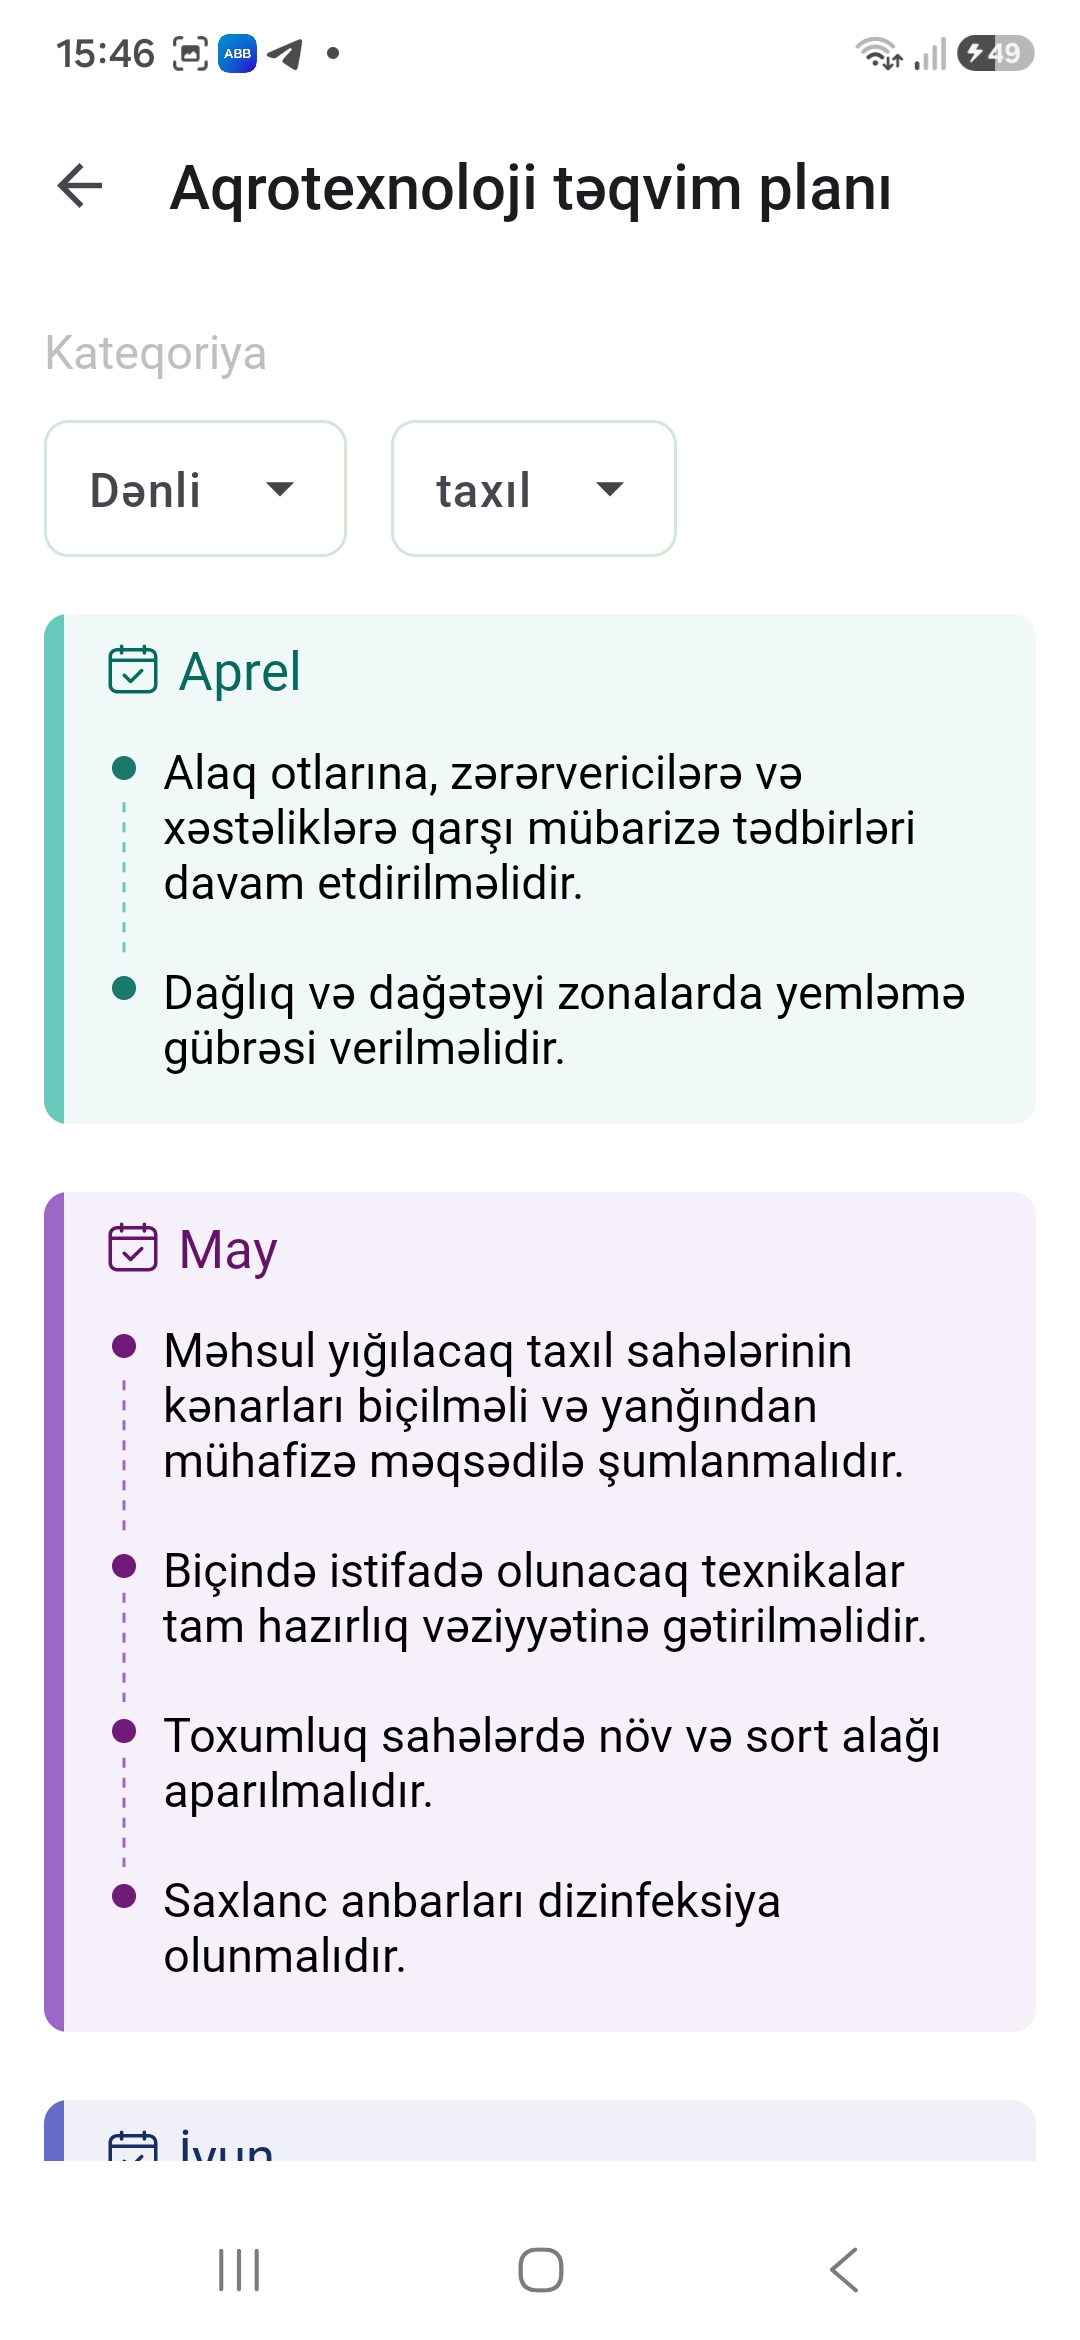 15:46 ABB 49
Aqrotexnoloji təqvim planı
Kateqoriya
Dənli taxıl
Aprel
Alaq otlarına, zərərvericilərə və
xəstəliklərə qarşı mübarizə tədbirləri
davam etdirilməlidir.
Dağlıq və dağətəyi zonalarda yemləmə
gübrəsi verilməlidir.
May
Məhsul yığılacaq taxıl sahələrinin
kənarları biçilməli və yanğından
mühafizə məqsədilə şumlanmalıdır.
Biçində istifadə olunacaq texnikalar
tam hazırlıq vəziyyətinə gətirilməlidir.
Toxumluq sahələrdə növ və sort alağı
aparılmalıdır.
Saxlanc anbarları dizinfeksiya
olunmalıdır.
İyun